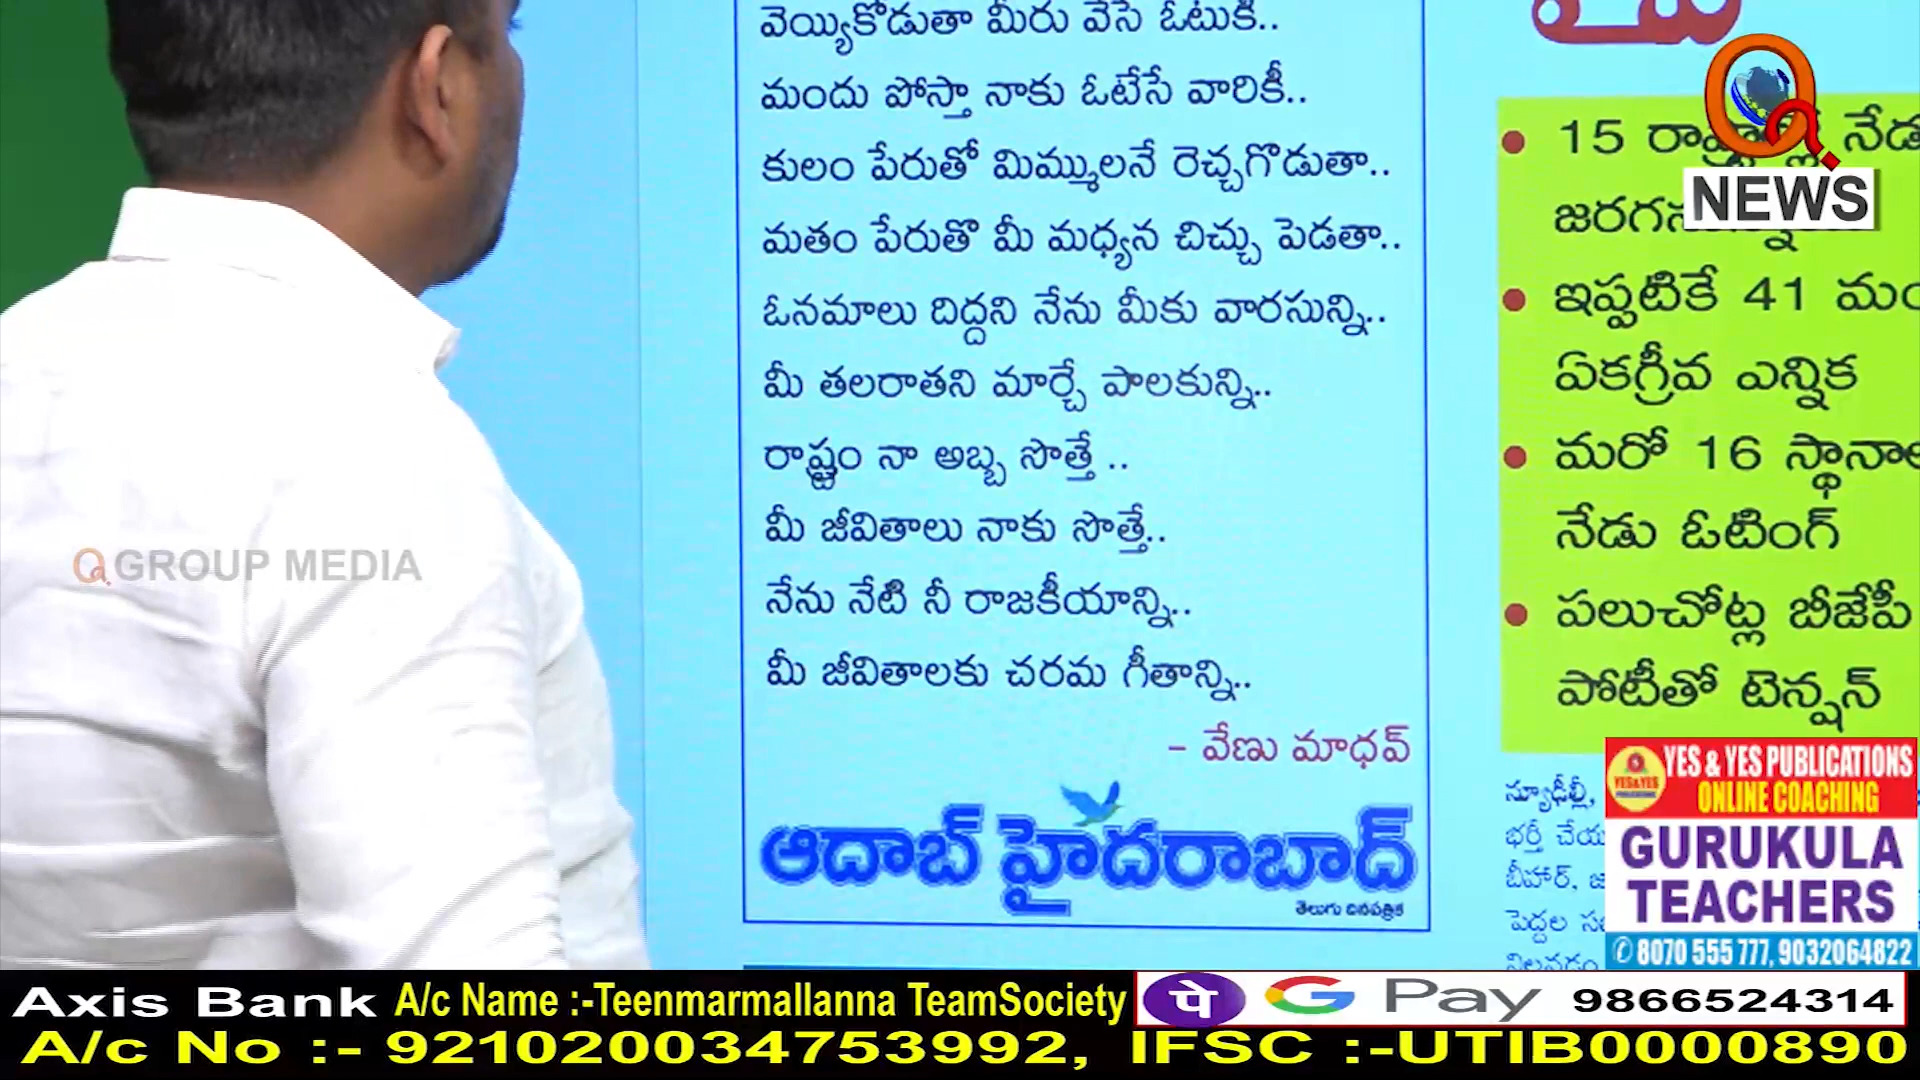 వెయ్యికోడుతా మీరు వేసే ఓటుకి..
మందు పోస్తా నాకు ఓటేసే వారికీ..
కులం పేరుతో మిమ్ములనే రెచ్చగొడుతా..
మతం పేరుతొ మీ మధ్యన చిచ్చు పెడతా..
ఓనమాలు దిద్దని నేను మీకు వారసున్ని..
మీ తలరాతని మార్చే పాలకున్ని..
రాష్ట్రం నా అబ్బ సొత్తే ..
మీ జీవితాలు నాకు సొత్తే..
నేను నేటి నీ రాజకీయాన్ని..
మీ జీవితాలకు చరమ గీతాన్ని..
- వేణు మాధవ్
ఆదాబ్ హైదరాబాద్
తెలుగు దినపత్రిక
• 15 నేడు
• ఇప్పటికే 41
ఏకగ్రీవ ఎన్నిక
• మరో 16
నేడు ఓటింగ్
• పలుచోట్ల బీజేపీ
పోటీతో టెన్షన్
న్యూఢిల్లీ,
భర్తీ
బీహార్,
పెద్దల
Q NEWS
Q GROUP MEDIA
YES & YES PUBLICATIONS
ONLINE COACHING
GURUKULA
TEACHERS
8070 555 777, 9032064822
Axis Bank A/c Name :-Teenmarmallanna TeamSociety पे G Pay 9866524314
A/c No :- 921020034753992, IFSC :-UTIB0000890